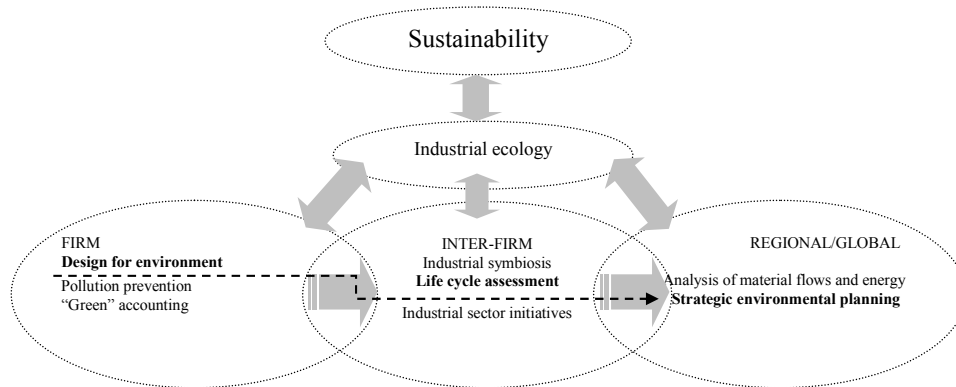 Sustainability
Industrial ecology
FIRM
Design for environment
Pollution prevention
“Green” accounting
INTER-FIRM
Industrial symbiosis
Life cycle assessment
Industrial sector initiatives
REGIONAL/GLOBAL
Analysis of material flows and energy
Strategic environmental planning